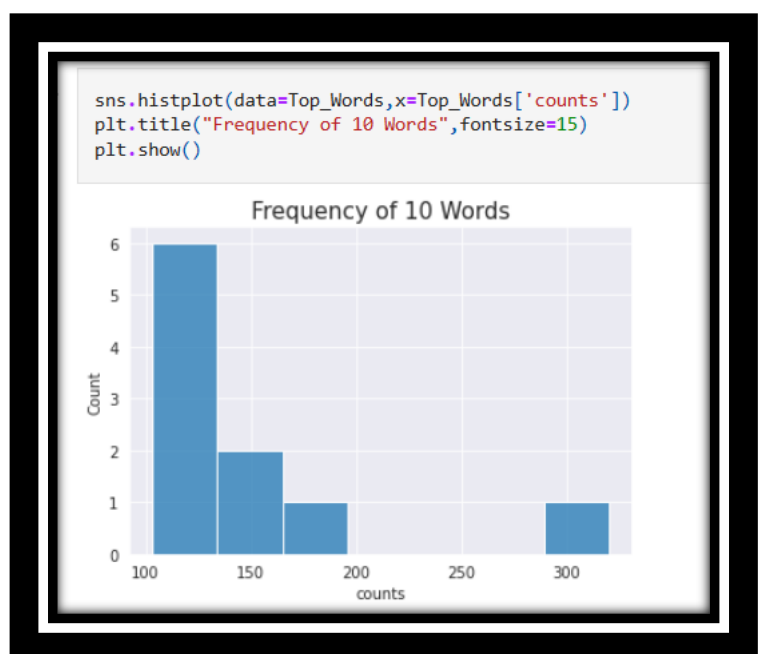 sns.histplot(data=Top_Words,x=Top_Words['counts'])
plt.title("Frequency of 10 Words",fontsize=15)
plt.show()
Frequency of 10 Words
6
5
4
3
2
1
0
Count
100 150 200 250 300
counts